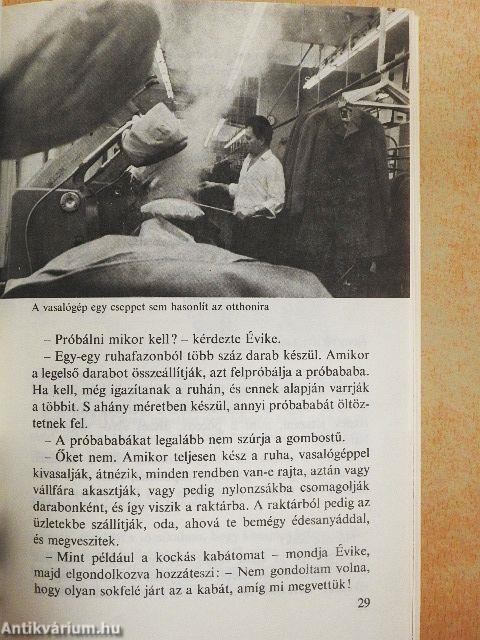 A vasalógép egy cseppet sem hasonlít az otthonira
– Próbálni mikor kell? – kérdezte Évike.
– Egy-egy ruhafazonból több száz darab készül. Amikor
a legelső darabot összeállítják, azt felpróbálja a próbababa.
Ha kell, még igazítanak a ruhán, és ennek alapján varrják
a többit. S ahány méretben készül, annyi próbababát öltöz-
tetnek fel.
– A próbababákat legalább nem szúrja a gombostű.
– Őket nem. Amikor teljesen kész a ruha, vasalógéppel
kivasalják, átnézik, minden rendben van-e rajta, aztán vagy
vállfára akasztják, vagy pedig nylonzsákba csomagolják
darabonként, és így viszik a raktárba. A raktárból pedig az
üzletekbe szállítják, oda, ahová te bemégy édesanyáddal,
és megveszitek.
– Mint például a kockás kabátomat – mondja Évike,
majd elgondolkozva hozzáteszi: – Nem gondoltam volna,
hogy olyan sokfelé járt az a kabát, amíg mi megvettük!
29
Antikvárium.hu